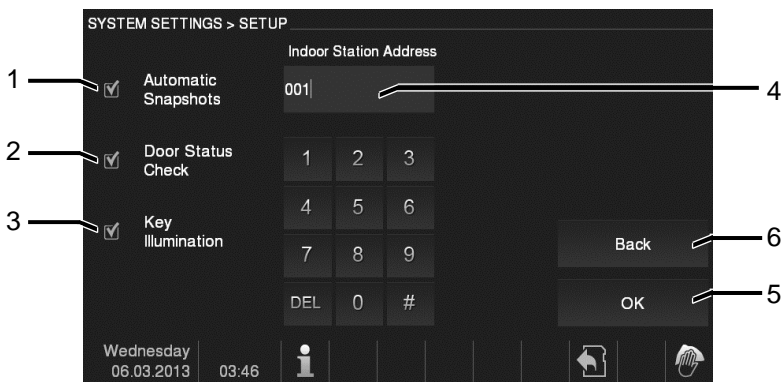 SYSTEM SETTINGS > SETUP
Indoor Station Address
1
Automatic
Snapshots
001
4
2
Door Status
Check
1 2 3
3
Key
Illumination
4 5 6
7 8 9
Back
6
DEL 0 #
OK
5
Wednesday
06.03.2013
03:46
i